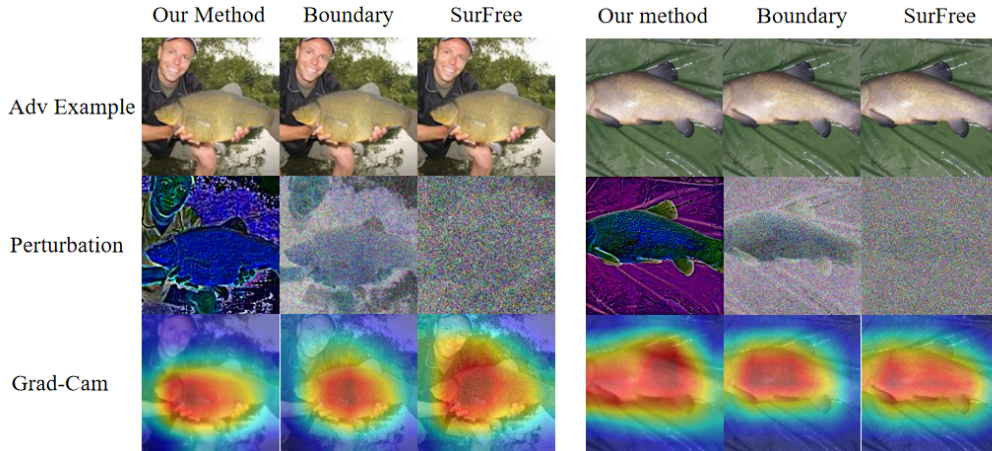 Our Method Boundary SurFree Our method Boundary SurFree
Adv Example
Perturbation
Grad-Cam